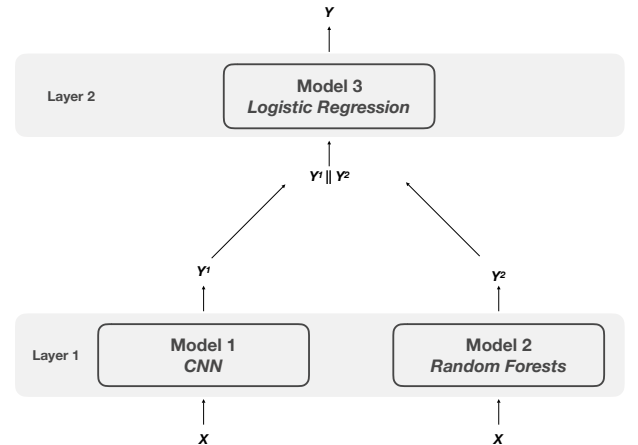 Y
Layer 2
Model 3
Logistic Regression
Y¹ || Y²
Y¹
Y²
Layer 1
Model 1
CNN
Model 2
Random Forests
X
X